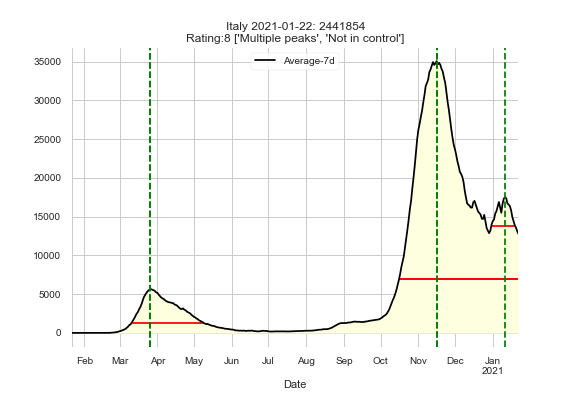 Italy 2021-01-22: 2441854
Rating:8 ['Multiple peaks', 'Not in control']
Average-7d
35000
30000
25000
20000
15000
10000
5000
0
Feb Mar Apr May Jun Jul Aug Sep Oct Nov Dec Jan
2021
Date